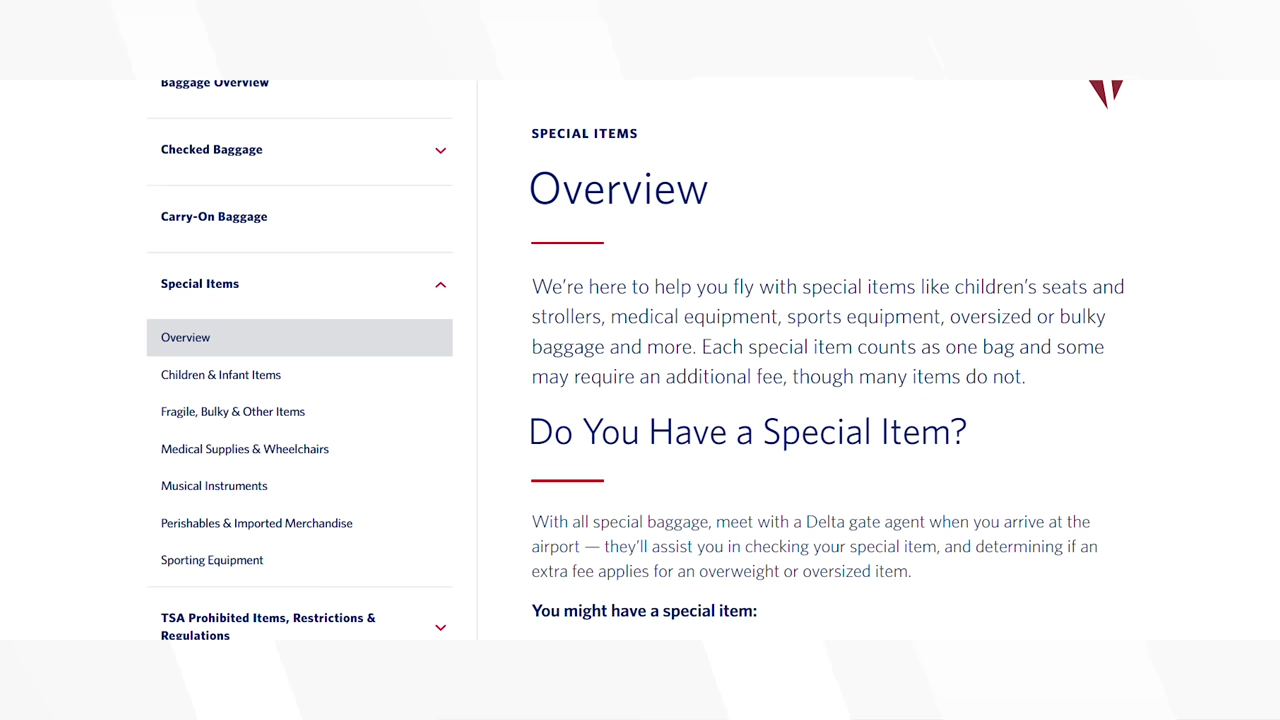 Baggage Overview
Checked Baggage
Carry-On Baggage
Special Items
Overview
Children & Infant Items
Fragile, Bulky & Other Items
Medical Supplies & Wheelchairs
Musical Instruments
Perishables & Imported Merchandise
Sporting Equipment
TSA Prohibited Items, Restrictions &
Regulations
SPECIAL ITEMS
Overview
We’re here to help you fly with special items like children’s seats and
strollers, medical equipment, sports equipment, oversized or bulky
baggage and more. Each special item counts as one bag and some
may require an additional fee, though many items do not.
Do You Have a Special Item?
With all special baggage, meet with a Delta gate agent when you arrive at the
airport — they’ll assist you in checking your special item, and determining if an
extra fee applies for an overweight or oversized item.
You might have a special item: